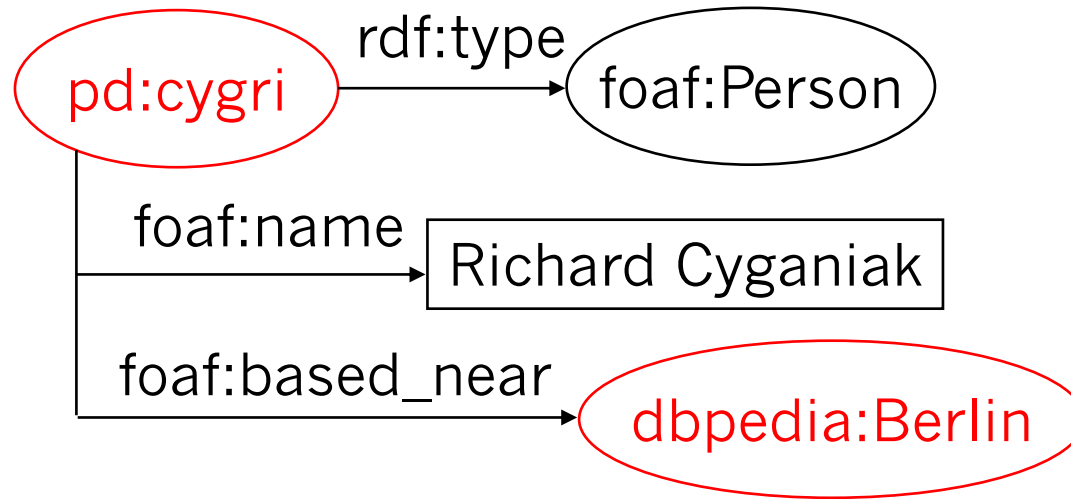 rdf:type
pd:cygri
foaf:Person
foaf:name
Richard Cyganiak
foaf:based_near
dbpedia:Berlin